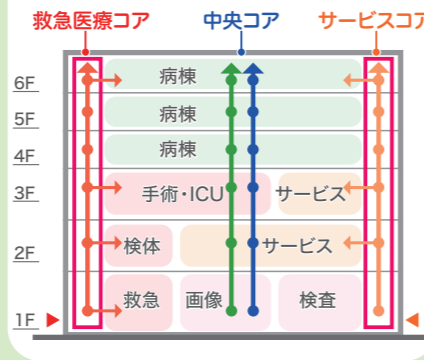 救急医療コア 中央コア サービスコア
6F 病棟
5F 病棟
4F 病棟
3F 手術・ICU サービス
2F 検体 サービス
1F 救急 画像 検査